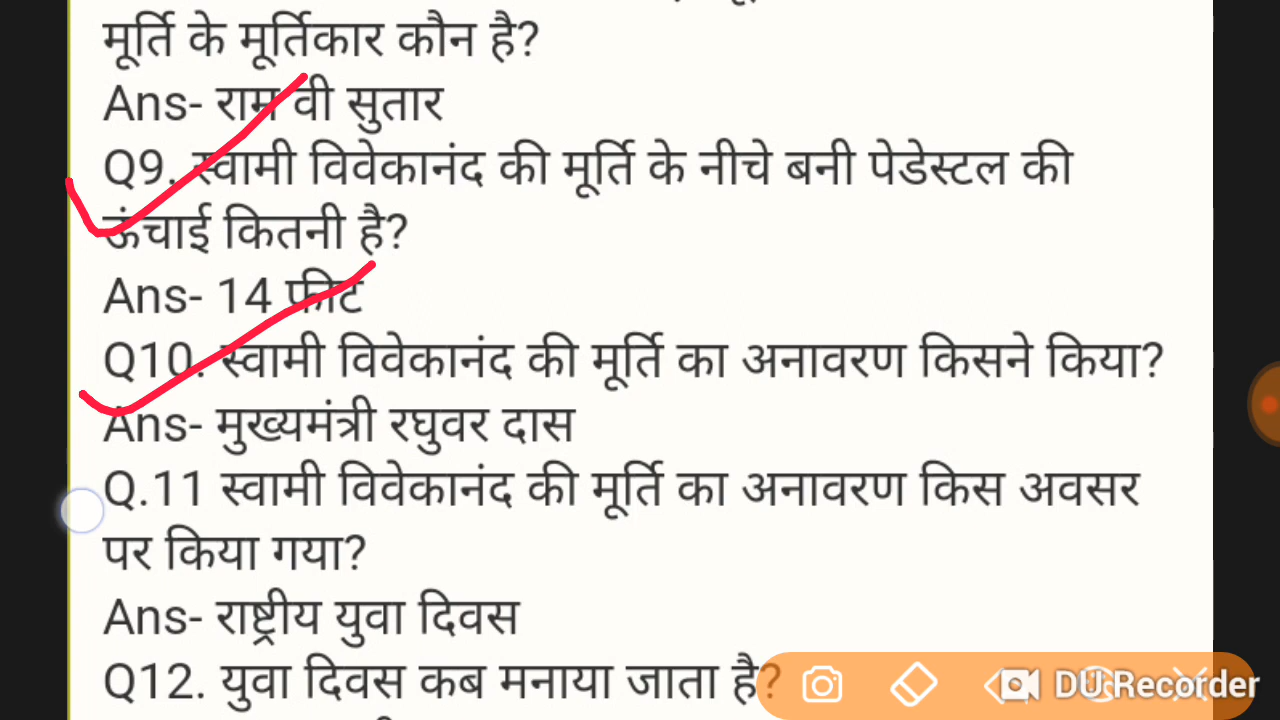 मूर्ति के मूर्तिकार कौन है?
Ans- राम वी सुतार
Q9. स्वामी विवेकानंद की मूर्ति के नीचे बनी पेडेस्टल की
ऊंचाई कितनी है?
Ans- 14 फीट
Q10. स्वामी विवेकानंद की मूर्ति का अनावरण किसने किया?
Ans- मुख्यमंत्री रघुवर दास
Q.11 स्वामी विवेकानंद की मूर्ति का अनावरण किस अवसर
पर किया गया?
Ans- राष्ट्रीय युवा दिवस
Q12. युवा दिवस कब मनाया जाता है?
DU Recorder